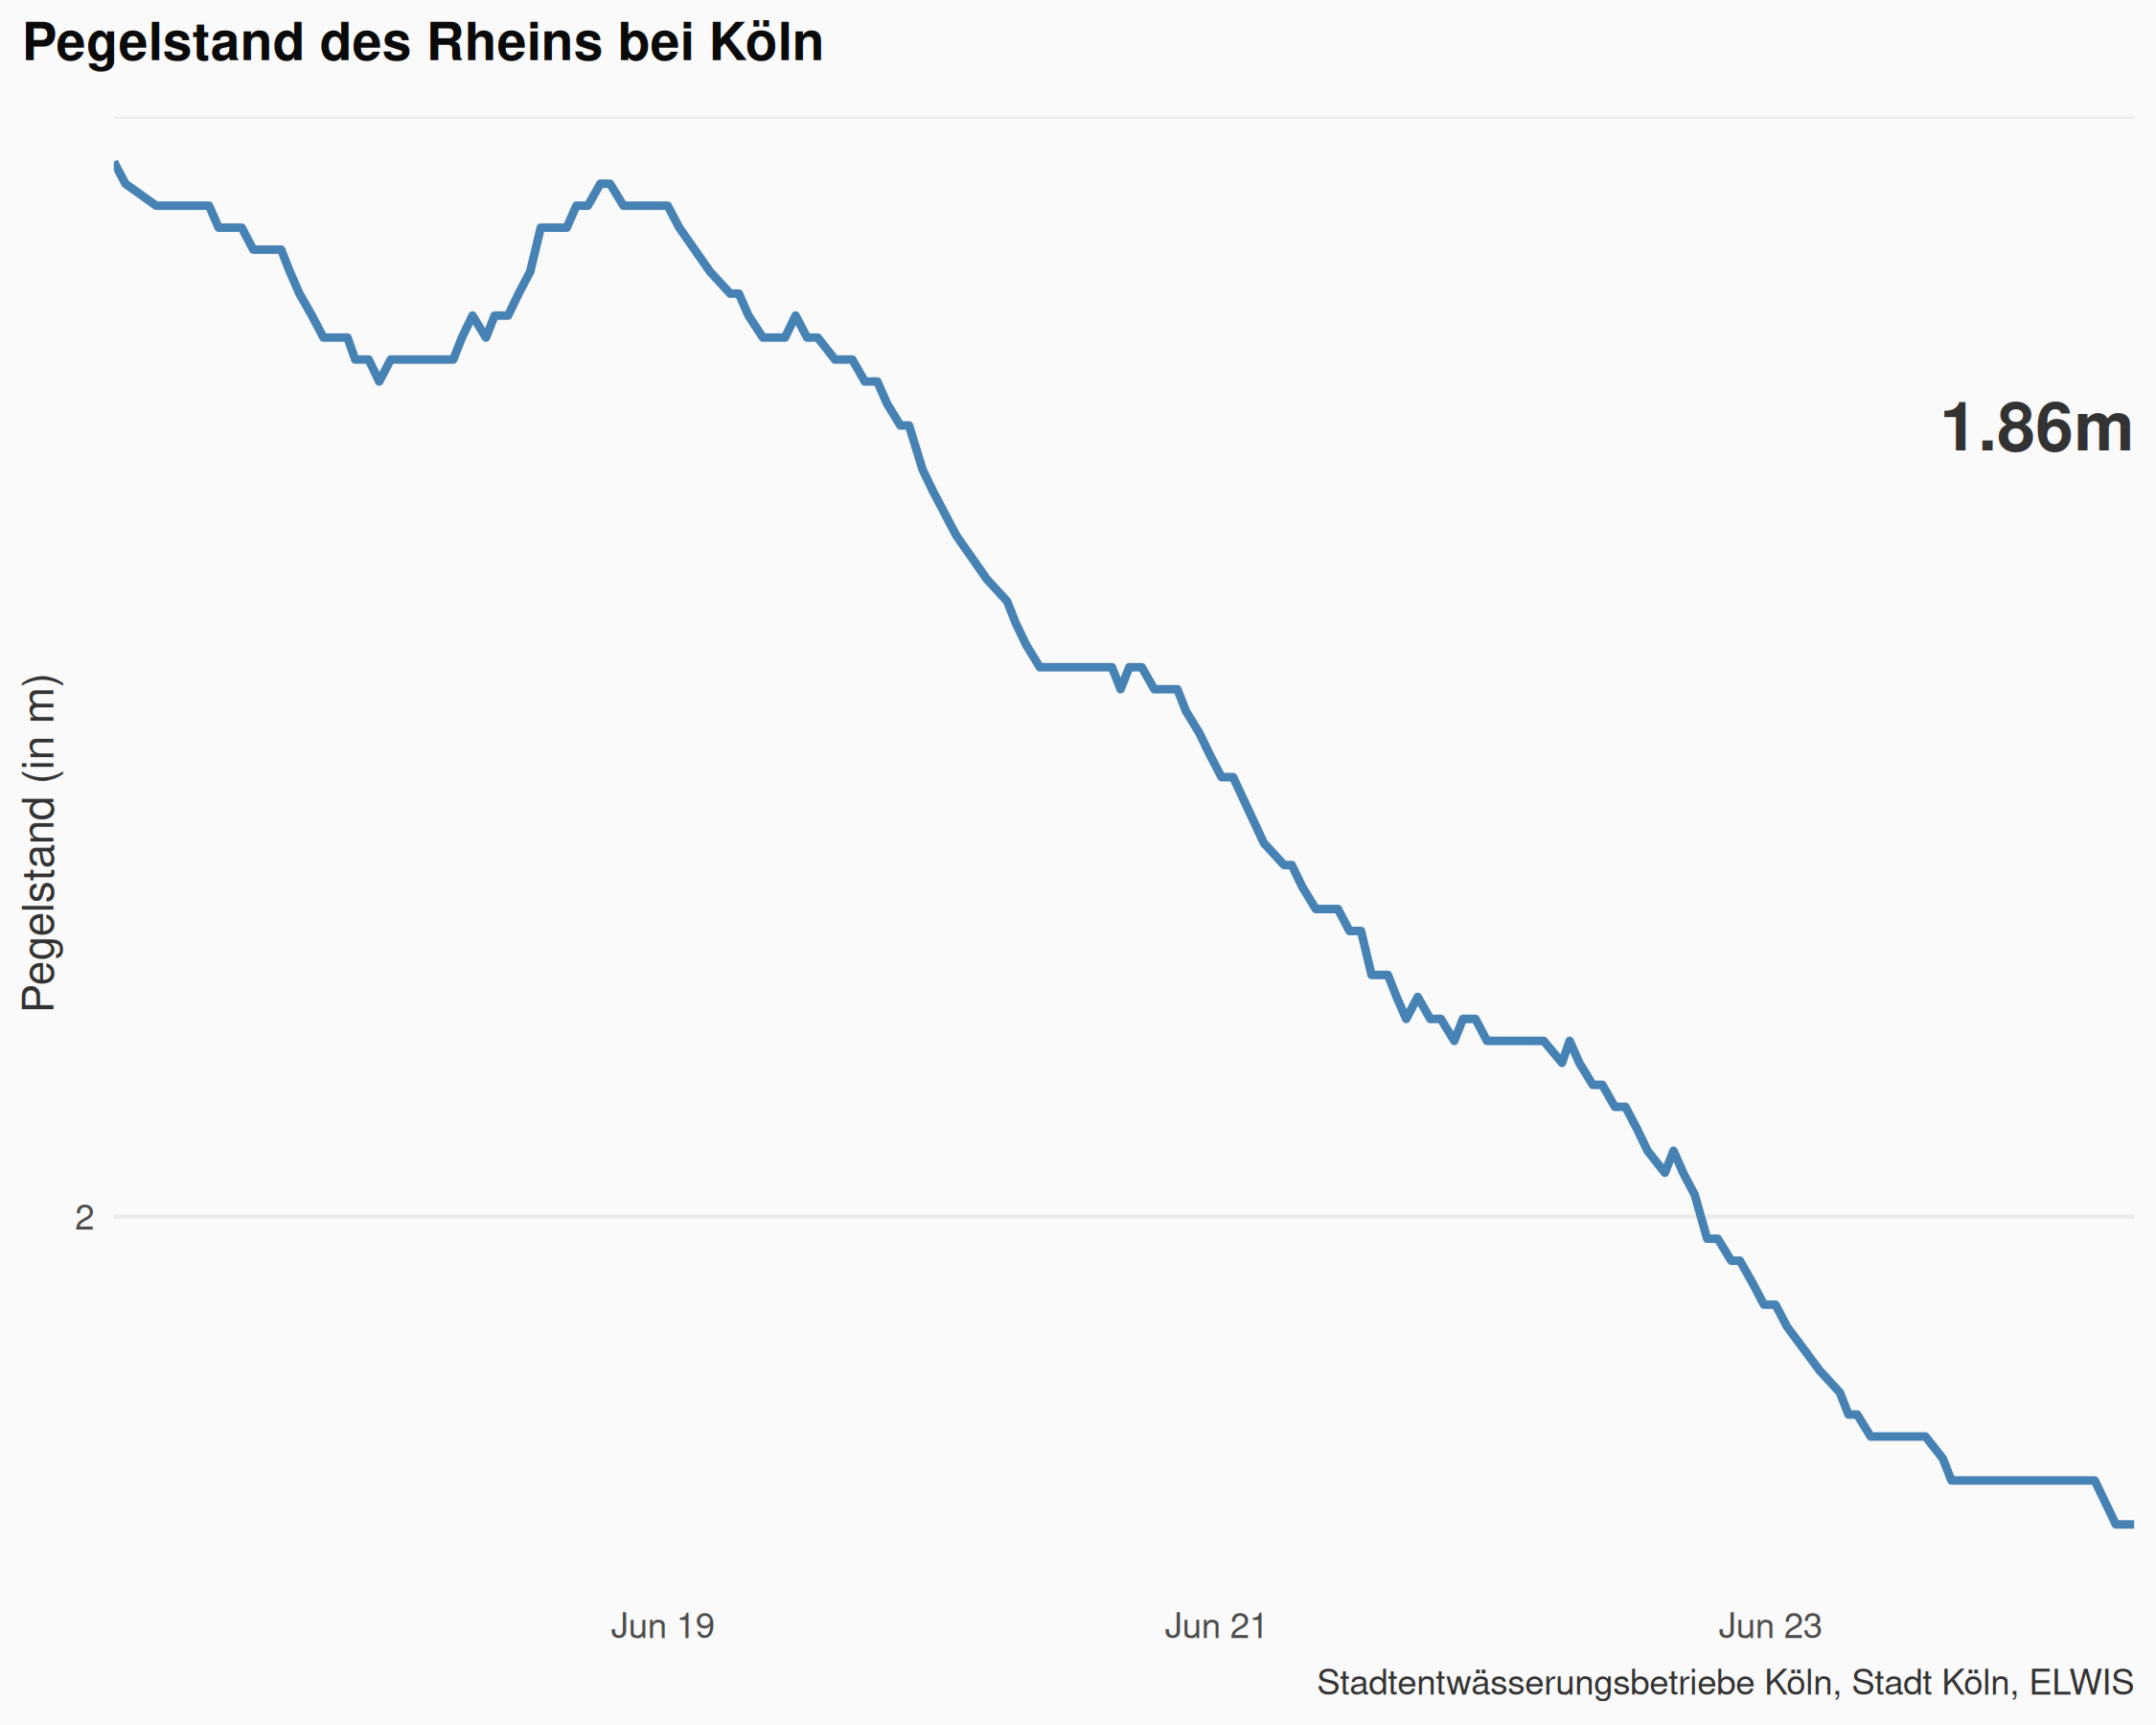 Pegelstand des Rheins bei Köln
1.86m
Pegelstand (in m)
2
Jun 19
Jun 21
Jun 23
Stadtentwässerungsbetriebe Köln, Stadt Köln, ELWIS